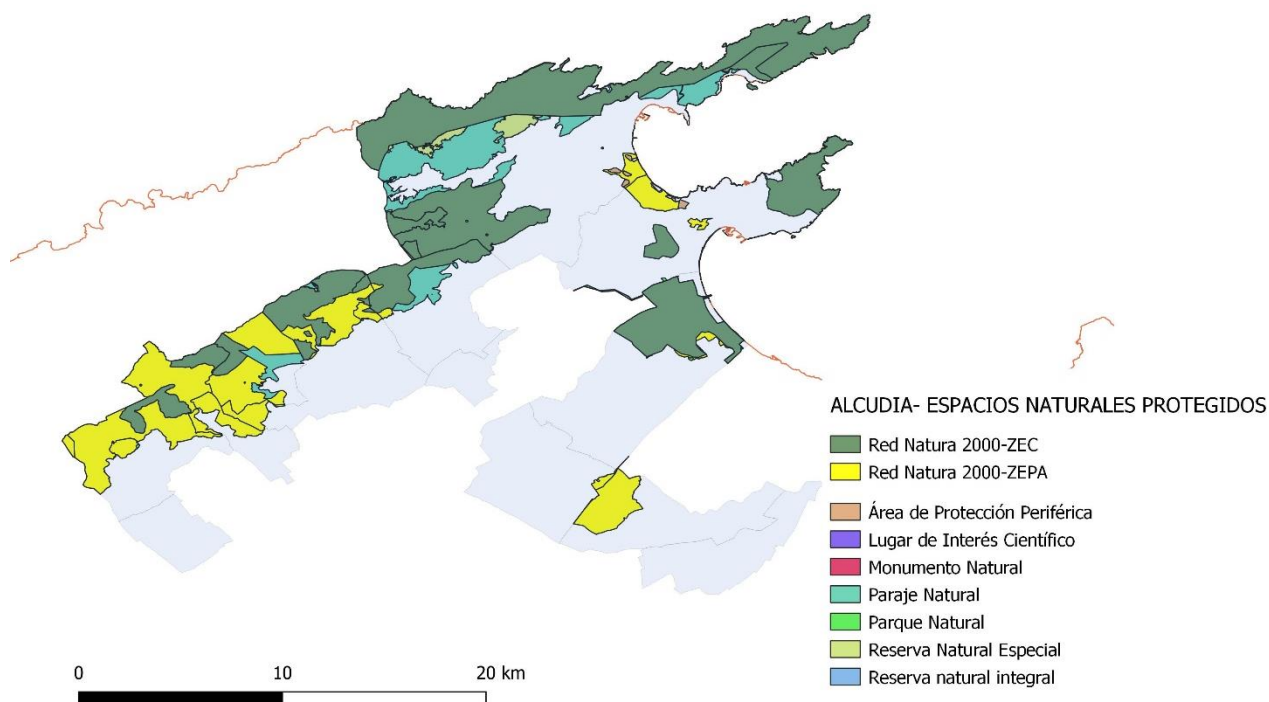 ALCUDIA- ESPACIOS NATURALES PROTEGIDOS
Red Natura 2000-ZEC
Red Natura 2000-ZEPA
Área de Protección Periférica
Lugar de Interés Científico
Monumento Natural
Paraje Natural
Parque Natural
Reserva Natural Especial
Reserva natural integral
0 10 20 km